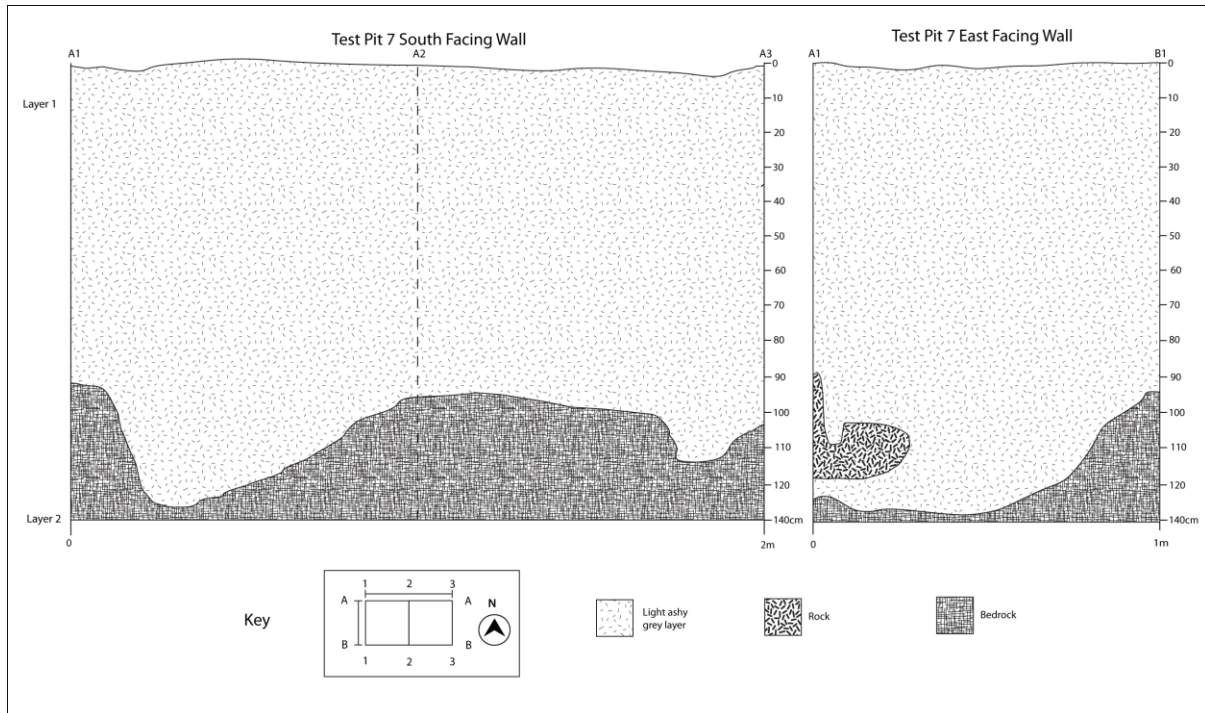 Test Pit 7 South Facing Wall
A1 A2 A3
Layer 1
0
10
20
30
40
50
60
70
80
90
100
110
120
140cm
Layer 2
0 2m
Test Pit 7 East Facing Wall
A1 B1
0
10
20
30
40
50
60
70
80
90
100
110
120
140cm
0 1m
Key
1 2 3
A A
B B
1 2 3
N
Light ashy
grey layer
Rock
Bedrock